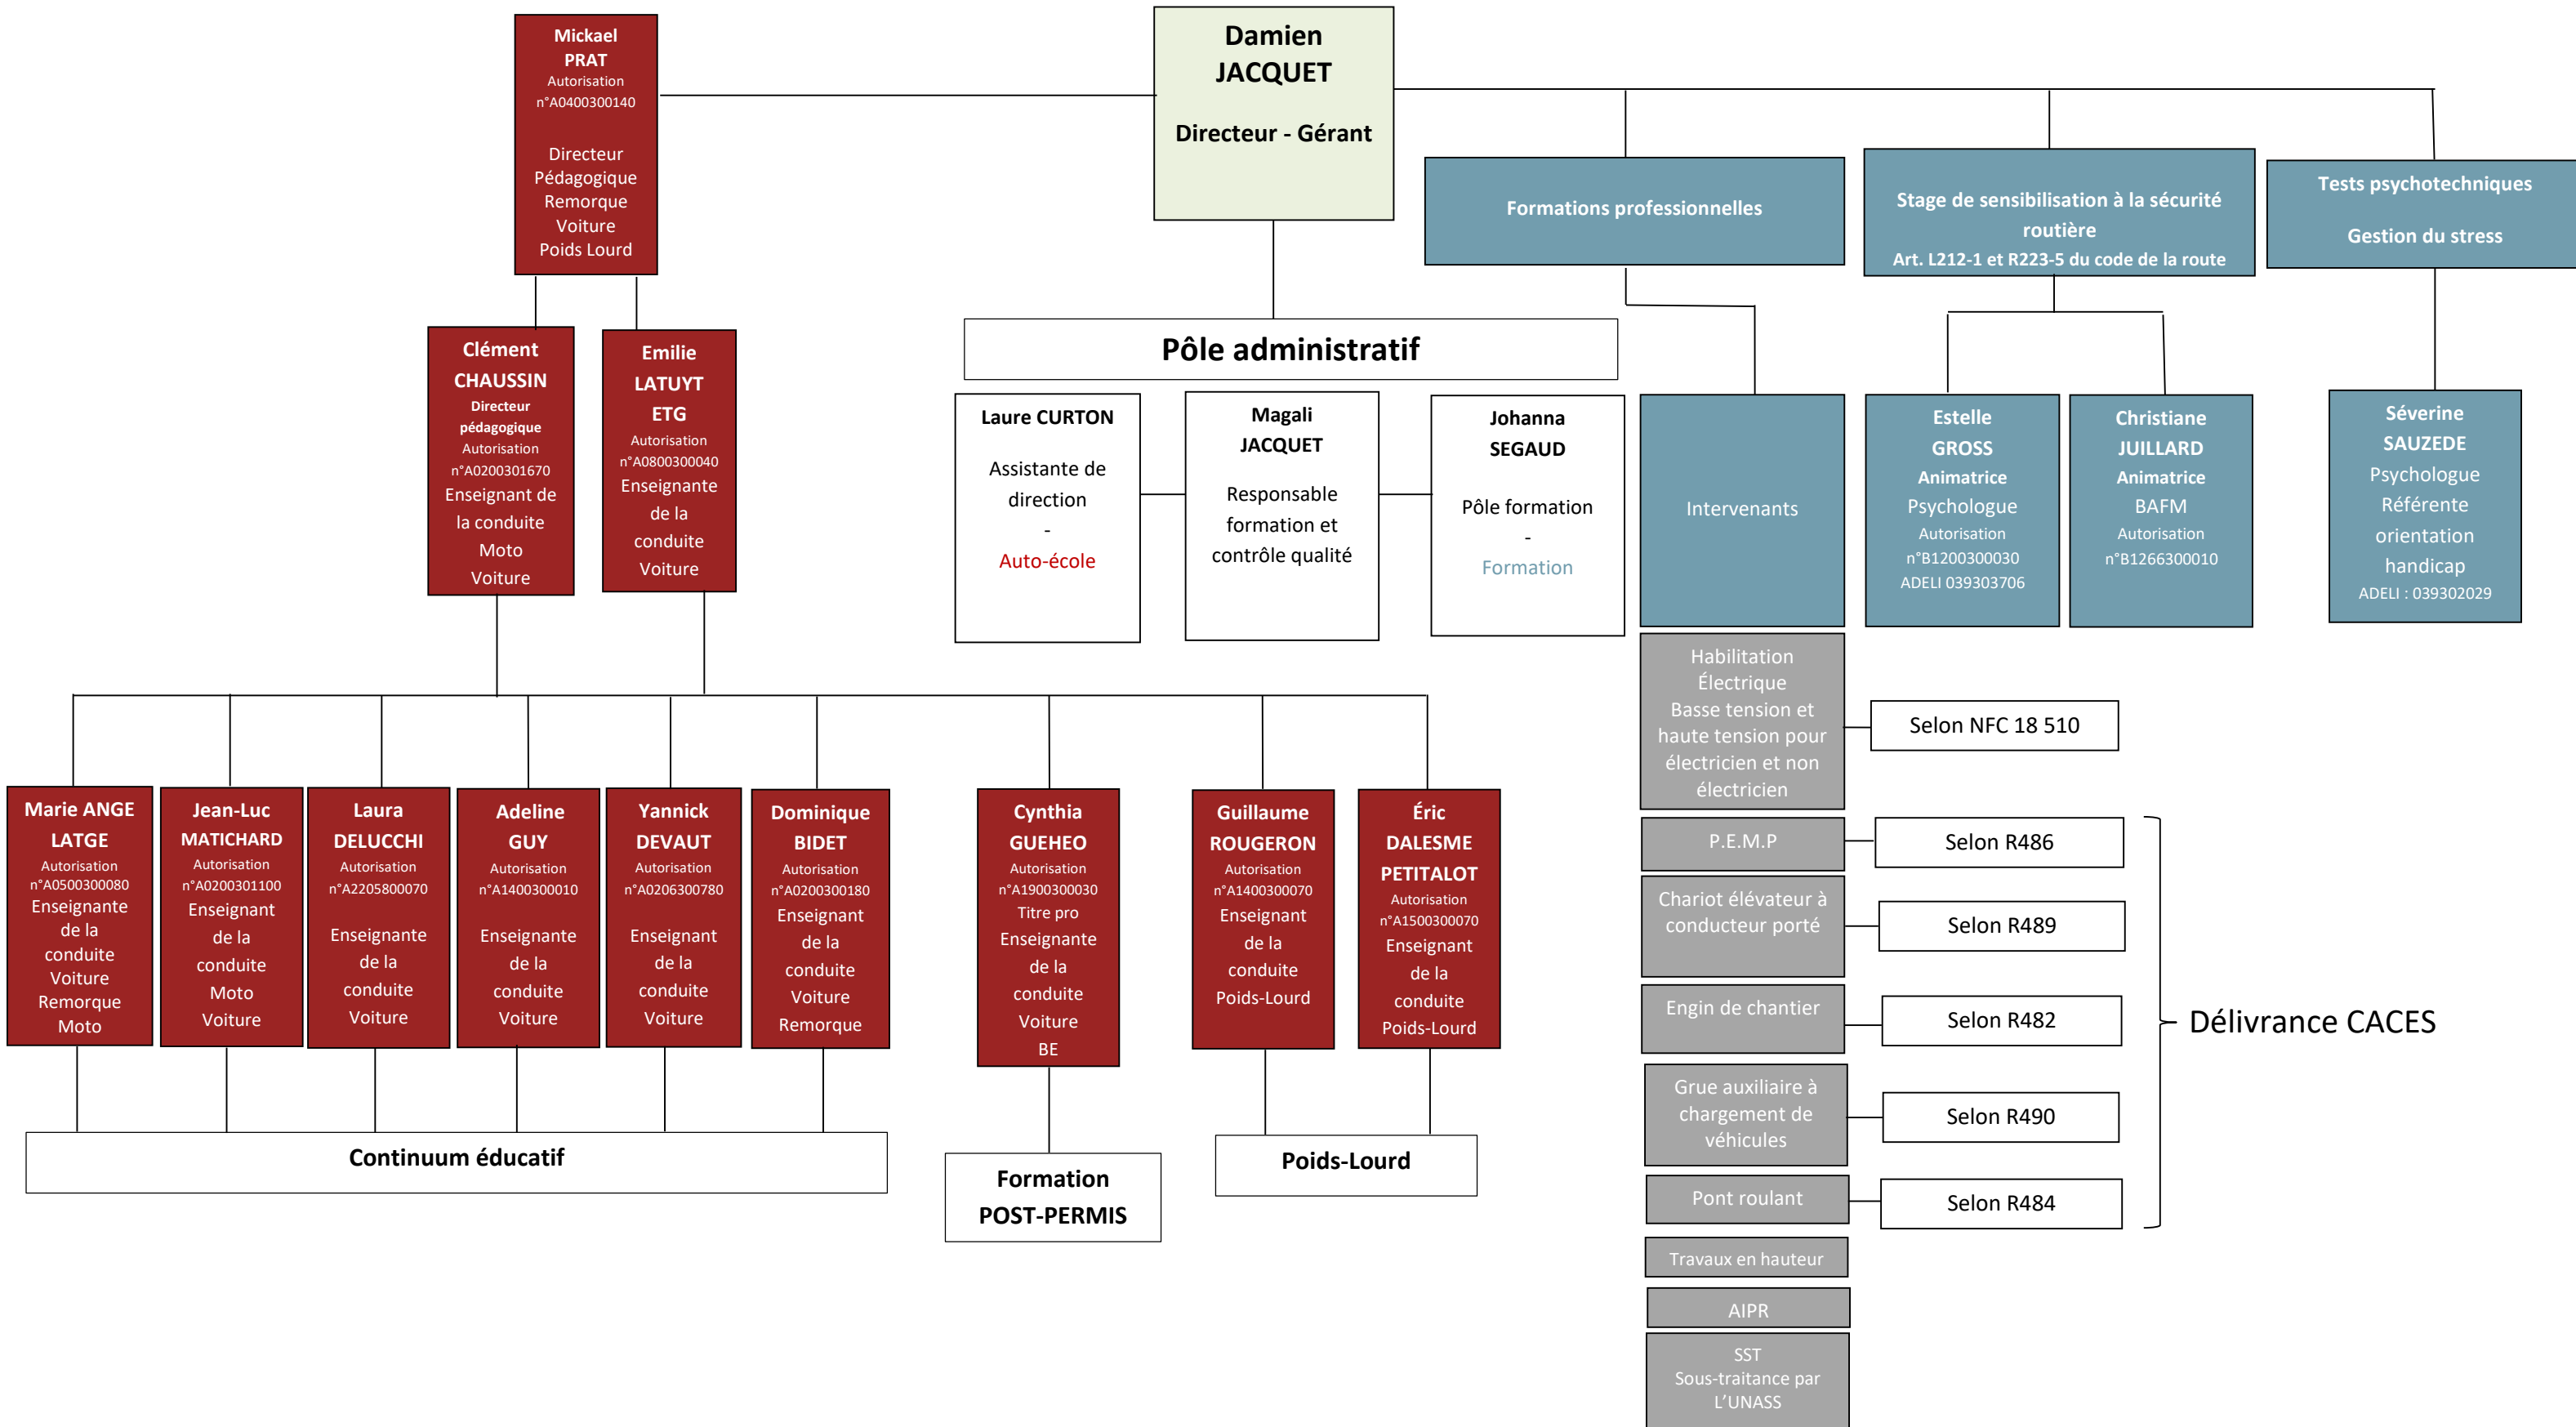 Mickael
PRAT
Autorisation
n°A0400300140
Directeur
Pédagogique
Remorque
Voiture
Poids Lourd
Damien
JACQUET
Directeur - Gérant
Formations professionnelles
Stage de sensibilisation à la sécurité
routière
Art. L212-1 et R223-5 du code de la route
Tests psychotechniques
Gestion du stress
Clément
CHAUSSIN
Directeur
pédagogique
Autorisation
n°A0200301670
Enseignant de
la conduite
Moto
Voiture
Emilie
LATUYT
ETG
Autorisation
n°A0800300040
Enseignante
de la
conduite
Voiture
Pôle administratif
Laure CURTON
Assistante de
direction
-
Auto-école
Magali
JACQUET
Responsable
formation et
contrôle qualité
Johanna
SEGAUD
Pôle formation
-
Formation
Intervenants
Estelle
GROSS
Animatrice
Psychologue
Autorisation
n°B1200300030
ADELI 039303706
Christiane
JUILLARD
Animatrice
BAFM
Autorisation
n°B1266300010
Séverine
SAUZEDE
Psychologue
Référente
orientation
handicap
ADELI : 039302029
Marie ANGE
LATGE
Autorisation
n°A0500300080
Enseignante
de la
conduite
Voiture
Remorque
Moto
Jean-Luc
MATICHARD
Autorisation
n°A0200301100
Enseignant
de la
conduite
Moto
Voiture
Laura
DELUCCHI
Autorisation
n°A2205800070
Enseignante
de la
conduite
Voiture
Adeline
GUY
Autorisation
n°A1400300010
Enseignante
de la
conduite
Voiture
Yannick
DEVAUT
Autorisation
n°A0206300780
Enseignant
de la
conduite
Voiture
Dominique
BIDET
Autorisation
n°A0200300180
Enseignant
de la
conduite
Voiture
Remorque
Cynthia
GUEHEO
Autorisation
n°A1900300030
Titre pro
Enseignante
de la
conduite
Voiture
BE
Guillaume
ROUGERON
Autorisation
n°A1400300070
Enseignant
de la
conduite
Poids-Lourd
Éric
DALESME
PETITALOT
Autorisation
n°A1500300070
Enseignant
de la
conduite
Poids-Lourd
Continuum éducatif
Formation
POST-PERMIS
Poids-Lourd
Habilitation
Électrique
Basse tension et
haute tension pour
électricien et non
électricien
Selon NFC 18 510
P.E.M.P
Selon R486
Chariot élévateur à
conducteur porté
Selon R489
Engin de chantier
Selon R482
Grue auxiliaire à
chargement de
véhicules
Selon R490
Pont roulant
Selon R484
Délivrance CACES
Travaux en hauteur
AIPR
SST
Sous-traitance par
L'UNASS